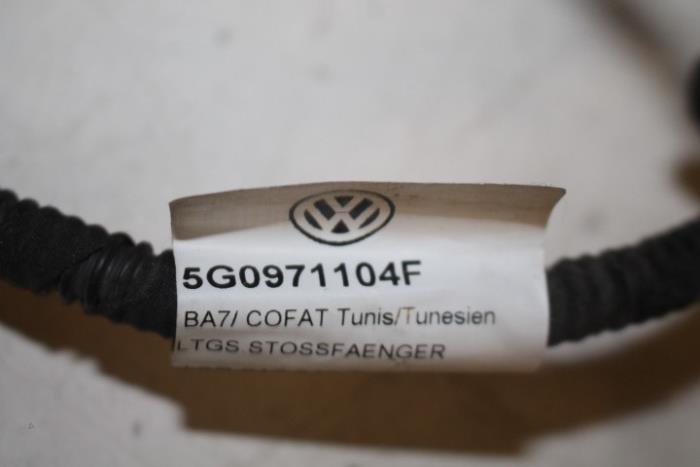 5G0971104F
BA7/ COFAT Tunis/Tunesien
LTGS STOSSFAENGER